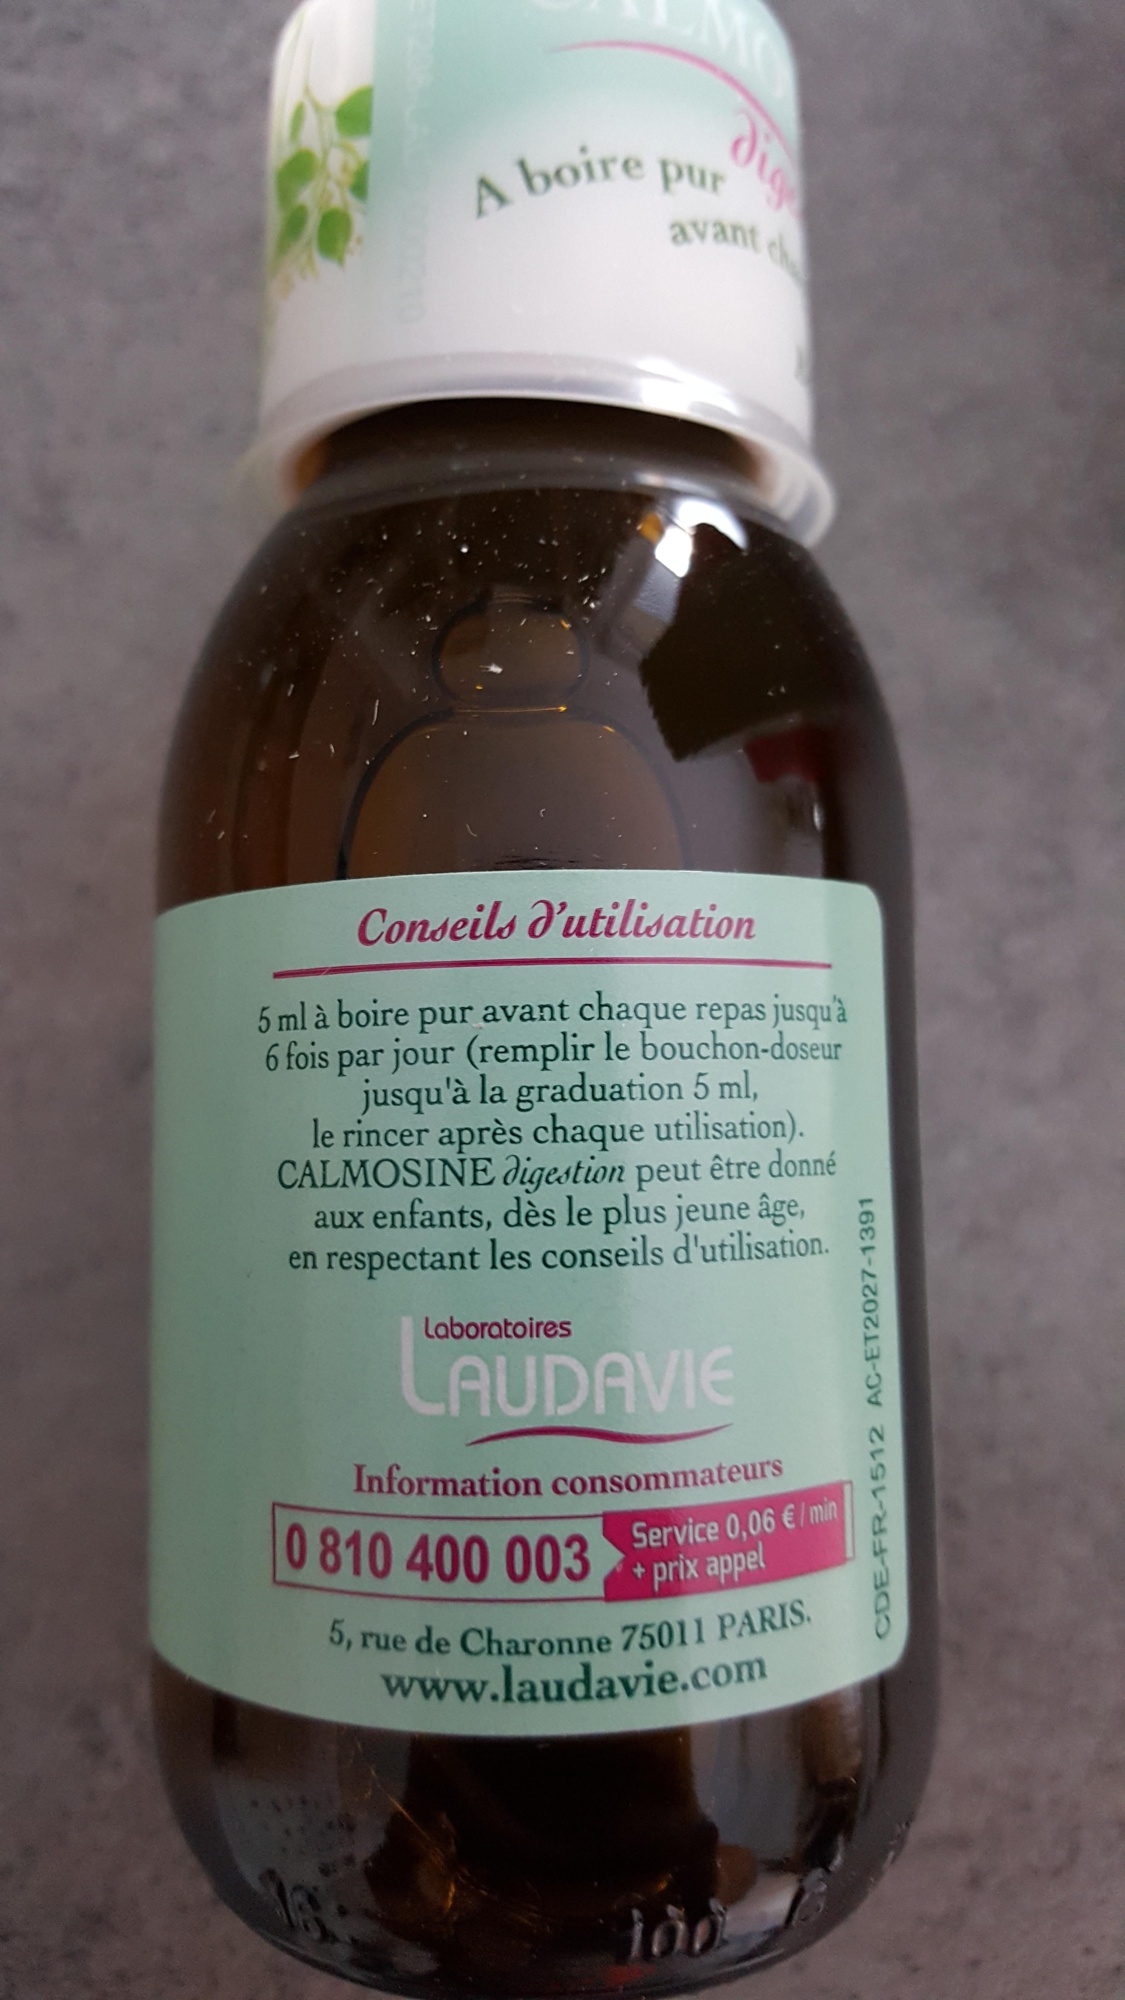 CALMO
A boire pur
avant
Conseils d'utilisation
5 ml à boire pur avant chaque repas jusqu'à
6 fois par jour (remplir le bouchon-doseur
jusqu'à la graduation 5 ml,
le rincer après chaque utilisation).
CALMOSINE digestion peut être donné
aux enfants, dès le plus jeune âge,
en respectant les conseils d'utilisation.
Laboratoires
LAUDAVIE
Information consommateurs
0 810 400 003
Service 0,06 € / min
+ prix appel
5, rue de Charonne 75011 PARIS.
www.laudavie.com
CDE-FR-1512 AC-ET2027-1391
100